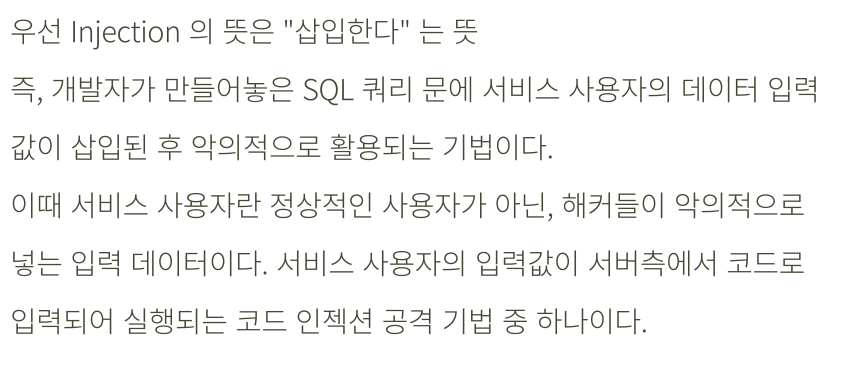 우선 Injection 의 뜻은 "삽입한다" 는 뜻
즉, 개발자가 만들어놓은 SQL 쿼리 문에 서비스 사용자의 데이터 입력
값이 삽입된 후 악의적으로 활용되는 기법이다.
이때 서비스 사용자란 정상적인 사용자가 아닌, 해커들이 악의적으로
넣는 입력 데이터이다. 서비스 사용자의 입력값이 서버측에서 코드로
입력되어 실행되는 코드 인젝션 공격 기법 중 하나이다.